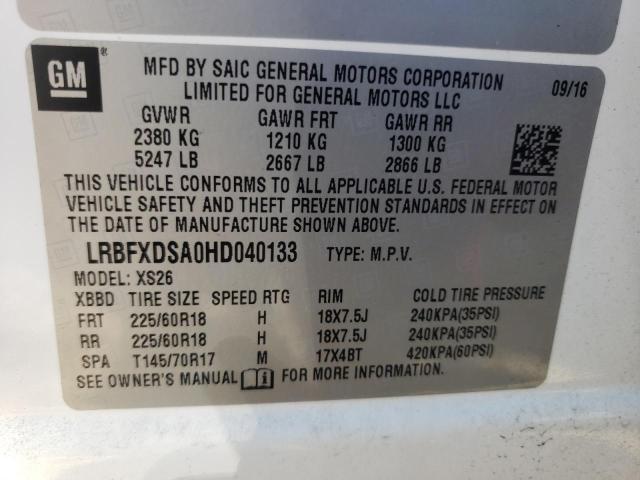 GM ®
MFD BY SAIC GENERAL MOTORS CORPORATION
LIMITED FOR GENERAL MOTORS LLC
09/16
GVWR GAWR FRT GAWR RR
2380 KG 1210 KG 1300 KG
5247 LB 2667 LB 2866 LB
THIS VEHICLE CONFORMS TO ALL APPLICABLE U.S. FEDERAL MOTOR
VEHICLE SAFETY AND THEFT PREVENTION STANDARDS IN EFFECT ON
THE DATE OF MANUFACTURE SHOWN ABOVE.
LRBFXDSA0HD040133 TYPE: M.P.V.
MODEL: XS26
XBBD TIRE SIZE SPEED RTG RIM COLD TIRE PRESSURE
FRT 225/60R18 H 18X7.5J 240KPA(35PSI)
RR 225/60R18 H 18X7.5J 240KPA(35PSI)
SPA T145/70R17 M 17X4BT 420KPA(60PSI)
SEE OWNER'S MANUAL FOR MORE INFORMATION.